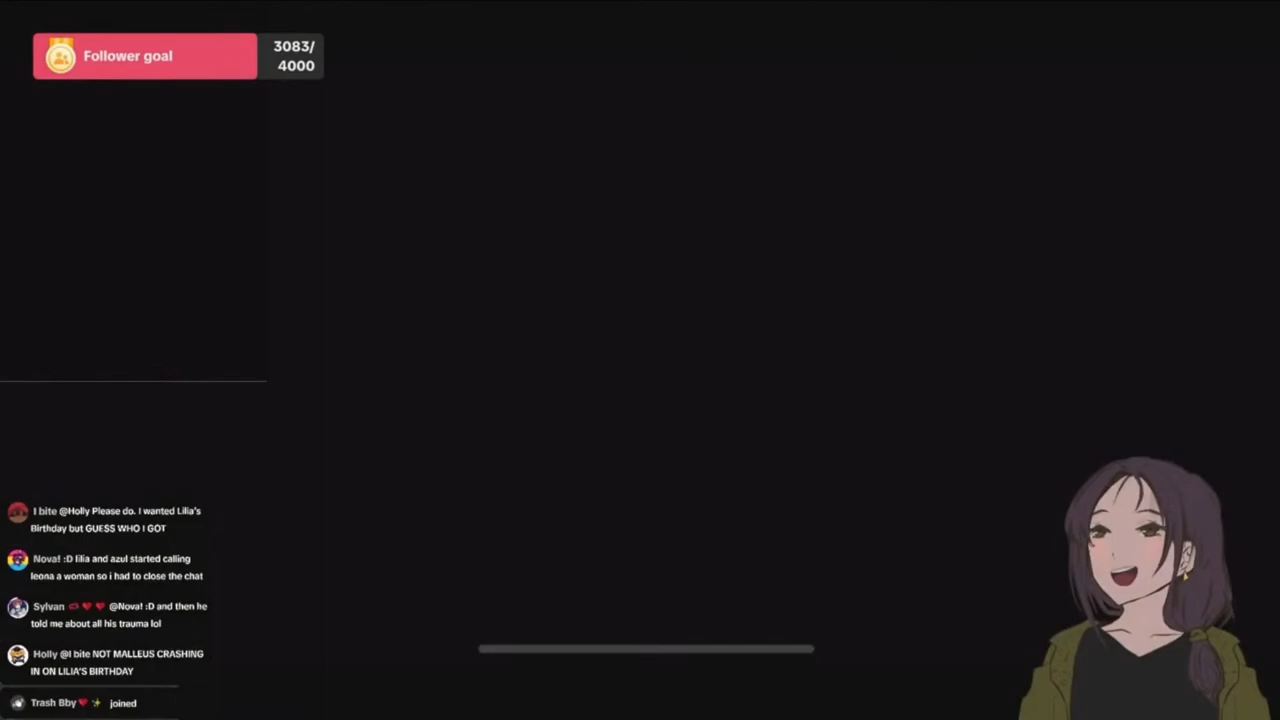 Follower goal
3083/
4000
I bite @Holly Please do. I wanted Lilia's
Birthday but GUESS WHO I GOT
Nova! :D lilia and azul started calling
leona a woman so i had to close the chat
Sylvan @Nova! :D and then he
told me about all his trauma lol
Holly @I bite NOT MALLEUS CRASHING
IN ON LILIA'S BIRTHDAY
Trash Bby joined